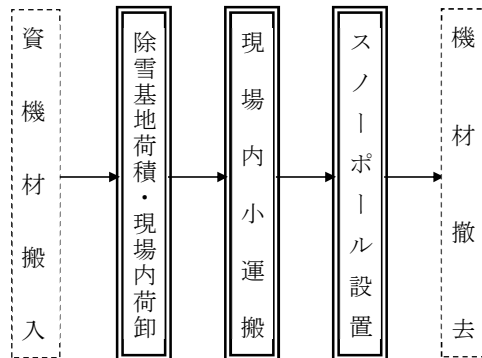 資機材搬入
除雪基地荷積・現場内荷卸
現場内小運搬
スノーポール設置
機材撤去